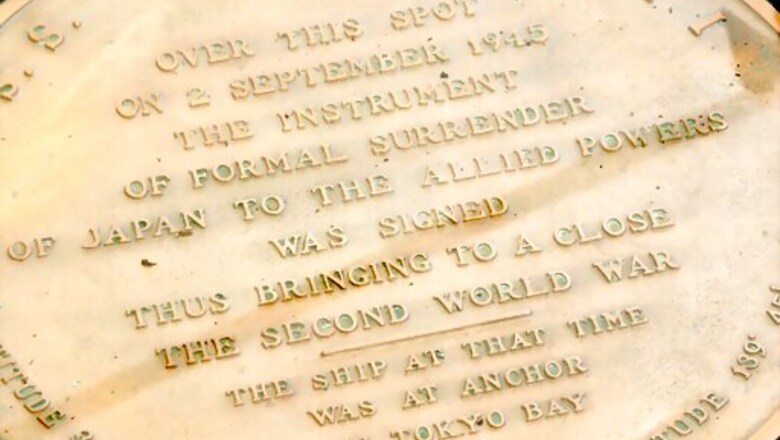 OVER THIS SPOT
ON 2 SEPTEMBER 1945
THE INSTRUMENT
OF FORMAL SURRENDER
OF JAPAN TO THE ALLIED POWERS
WAS SIGNED
THUS BRINGING TO A CLOSE
THE SECOND WORLD WAR
THE SHIP AT THAT TIME
WAS AT ANCHOR
TOKYO BAY